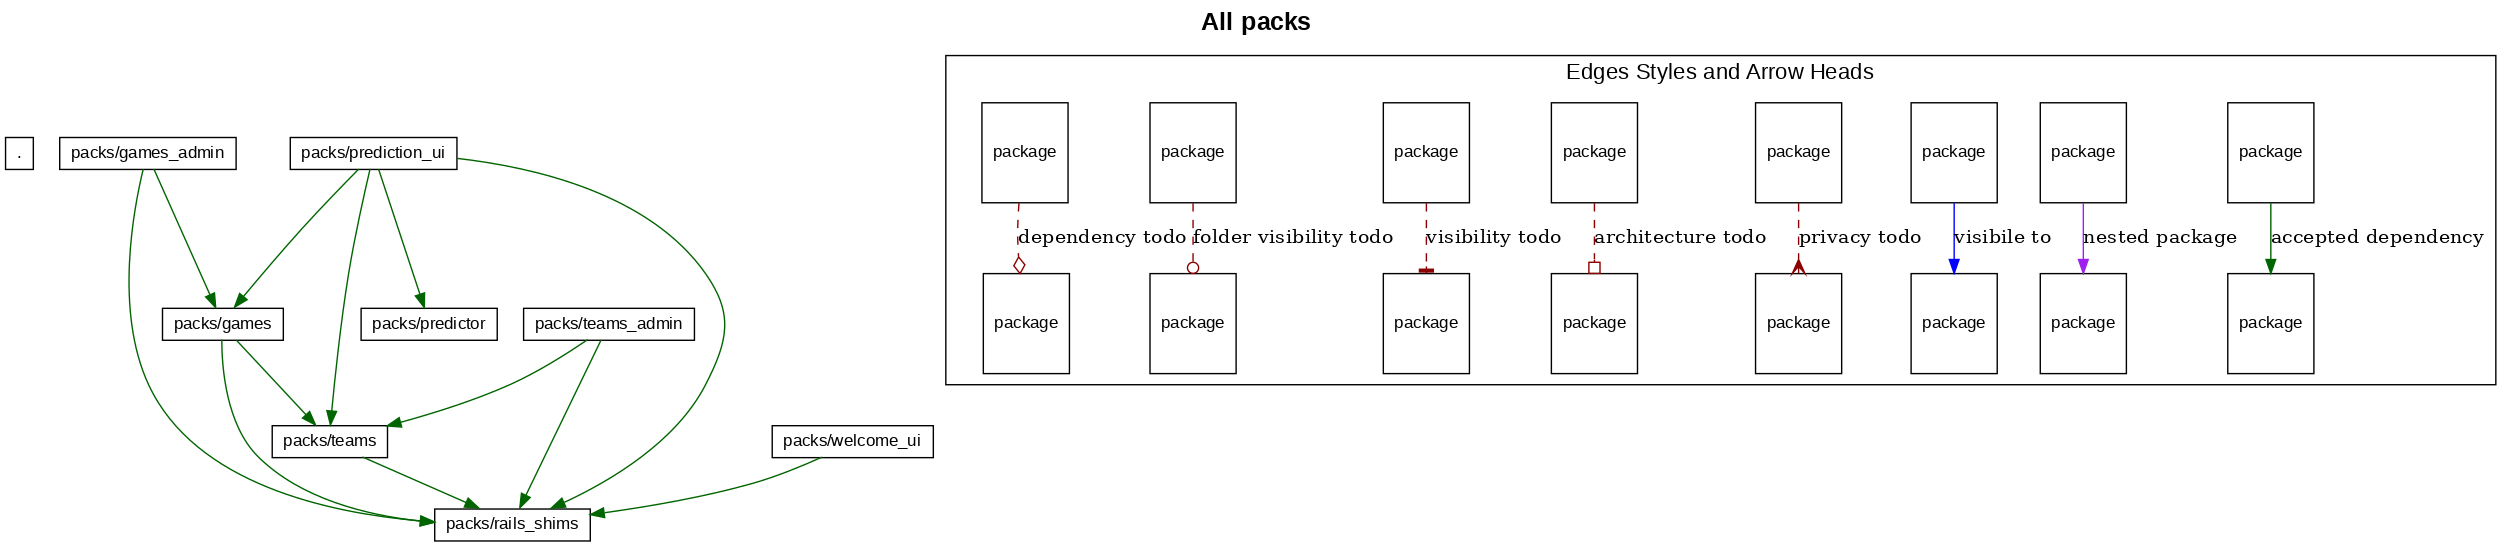 All packs
Edges Styles and Arrow Heads
.
packs/games_admin
packs/prediction_ui
package
package
package
package
package
package
package
package
dependency todo
folder visibility todo
visibility todo
architecture todo
privacy todo
visibile to
nested package
accepted dependency
packs/games
packs/predictor
packs/teams_admin
package
package
package
package
package
package
package
package
packs/teams
packs/welcome_ui
packs/rails_shims